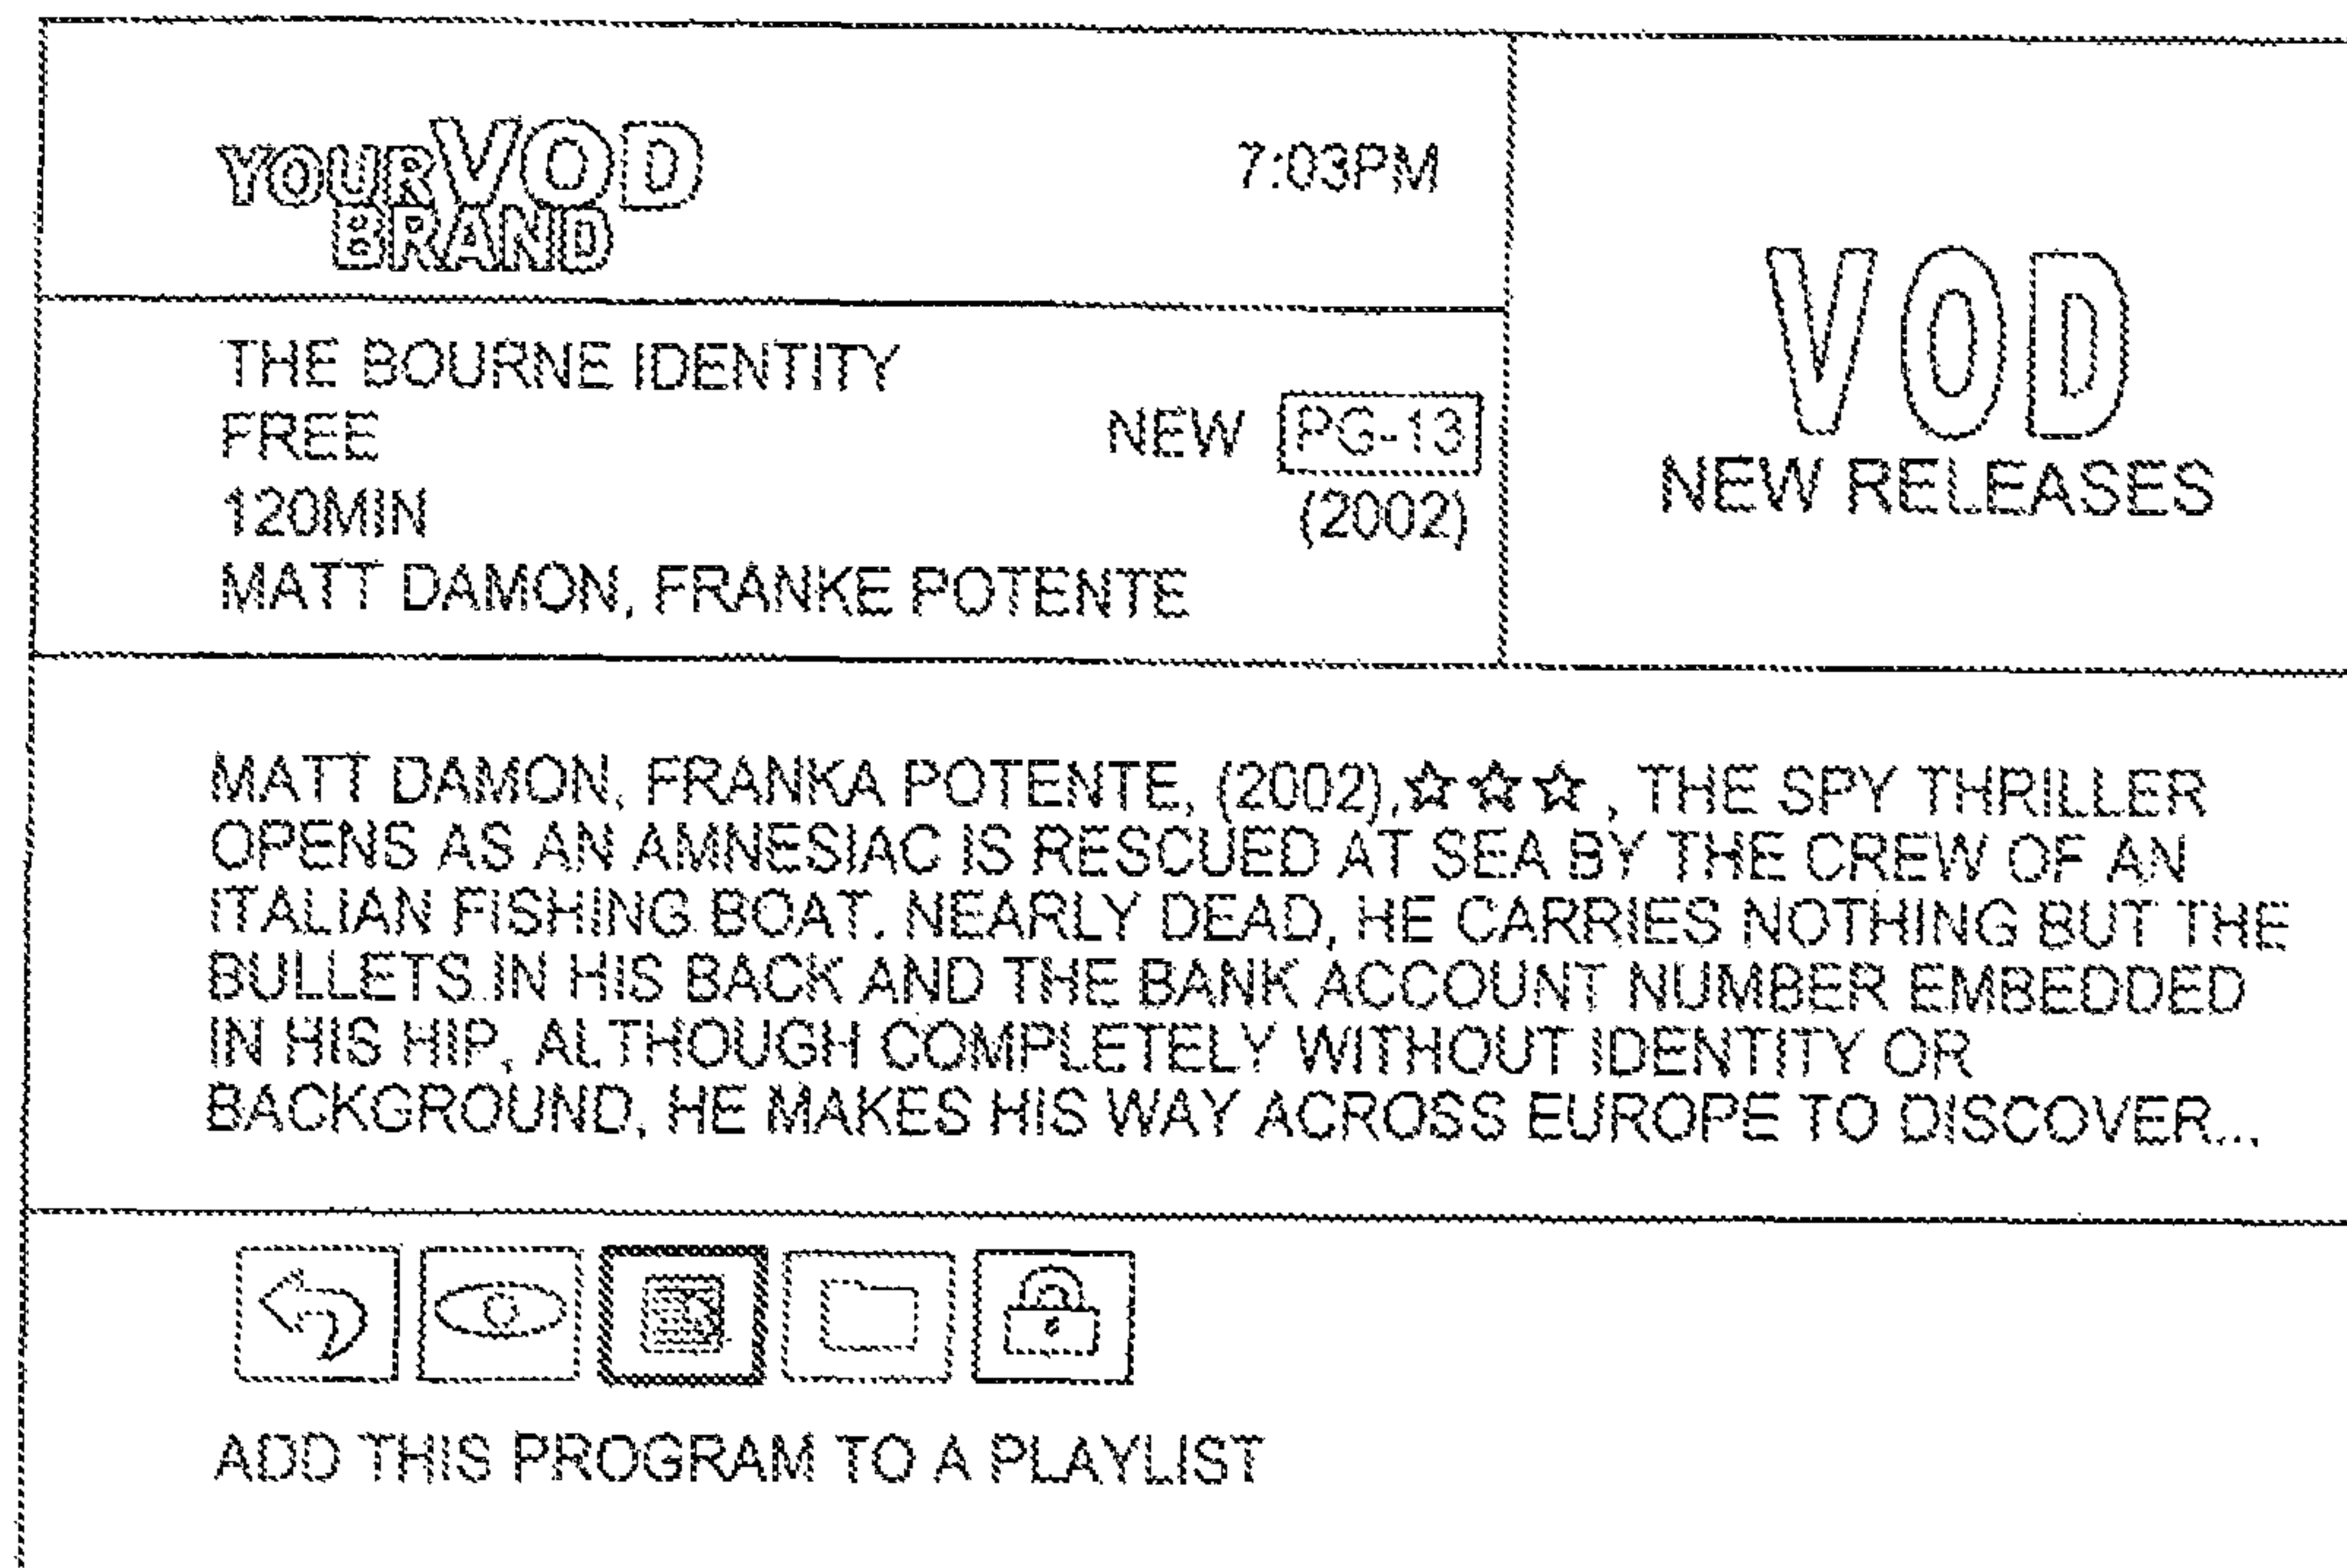 YOUR VOD
BRAND
7:03PM
VOD
NEW RELEASES
THE BOURNE IDENTITY
FREE
NEW PG-13
120MIN
(2002)
MATT DAMON, FRANKE POTENTE
MATT DAMON, FRANKA POTENTE, (2002),☆☆☆, THE SPY THRILLER
OPENS AS AN AMNESIAC IS RESCUED AT SEA BY THE CREW OF AN
ITALIAN FISHING BOAT. NEARLY DEAD, HE CARRIES NOTHING BUT THE
BULLETS IN HIS BACK AND THE BANK ACCOUNT NUMBER EMBEDDED
IN HIS HIP, ALTHOUGH COMPLETELY WITHOUT IDENTITY OR
BACKGROUND, HE MAKES HIS WAY ACROSS EUROPE TO DISCOVER...
ADD THIS PROGRAM TO A PLAYLIST